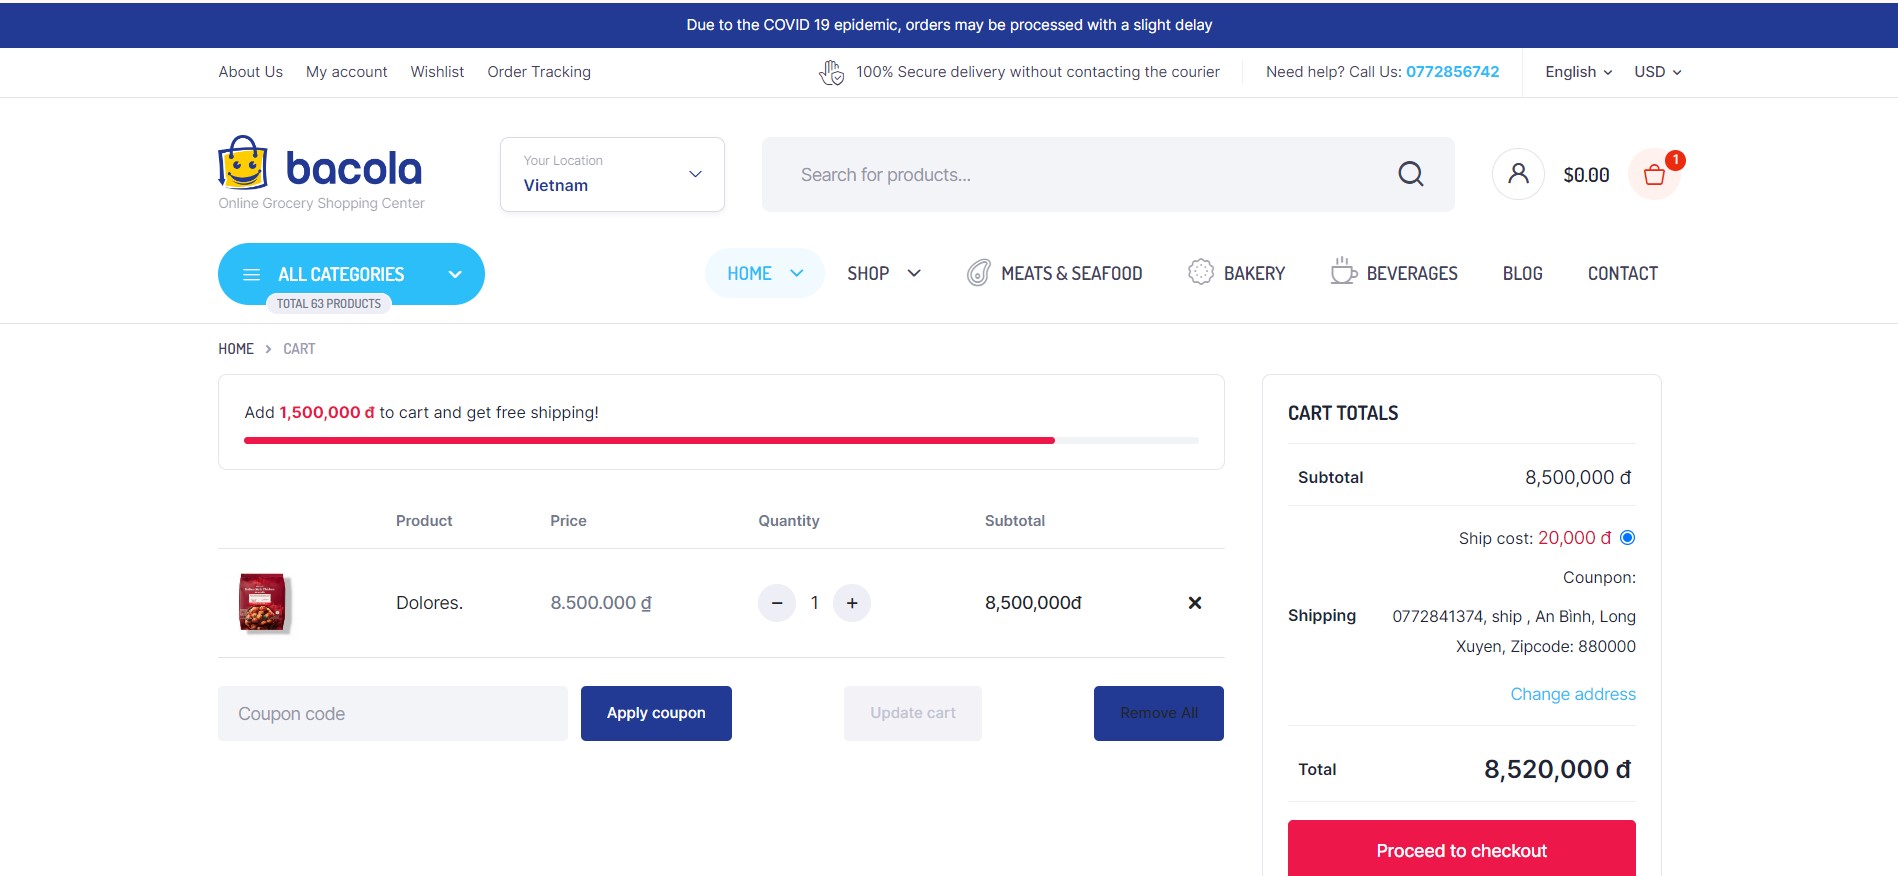 Due to the COVID 19 epidemic, orders may be processed with a slight delay
About Us My account Wishlist Order Tracking 100% Secure delivery without contacting the courier Need help? Call Us: 0772856742 English USD
bacola
Online Grocery Shopping Center
Your Location
Vietnam
Search for products...
$0.00
1
ALL CATEGORIES
TOTAL 63 PRODUCTS
HOME SHOP MEATS & SEAFOOD BAKERY BEVERAGES BLOG CONTACT
HOME > CART
Add 1,500,000 đ to cart and get free shipping!
Product Price Quantity Subtotal
Dolores. 8.500.000 ₫ − 1 + 8,500,000đ ×
Coupon code Apply coupon Update cart Remove All
CART TOTALS
Subtotal 8,500,000 đ
Ship cost: 20,000 đ
Counpon:
Shipping 0772841374, ship , An Bình, Long
Xuyen, Zipcode: 880000
Change address
Total 8,520,000 đ
Proceed to checkout